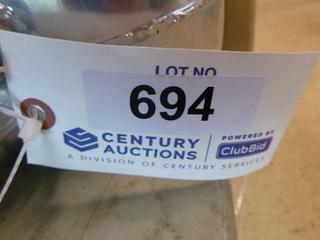 LOT NO.
694
CENTURY AUCTIONS
POWERED BY
ClubBid
A DIVISION OF CENTURY SERVICES